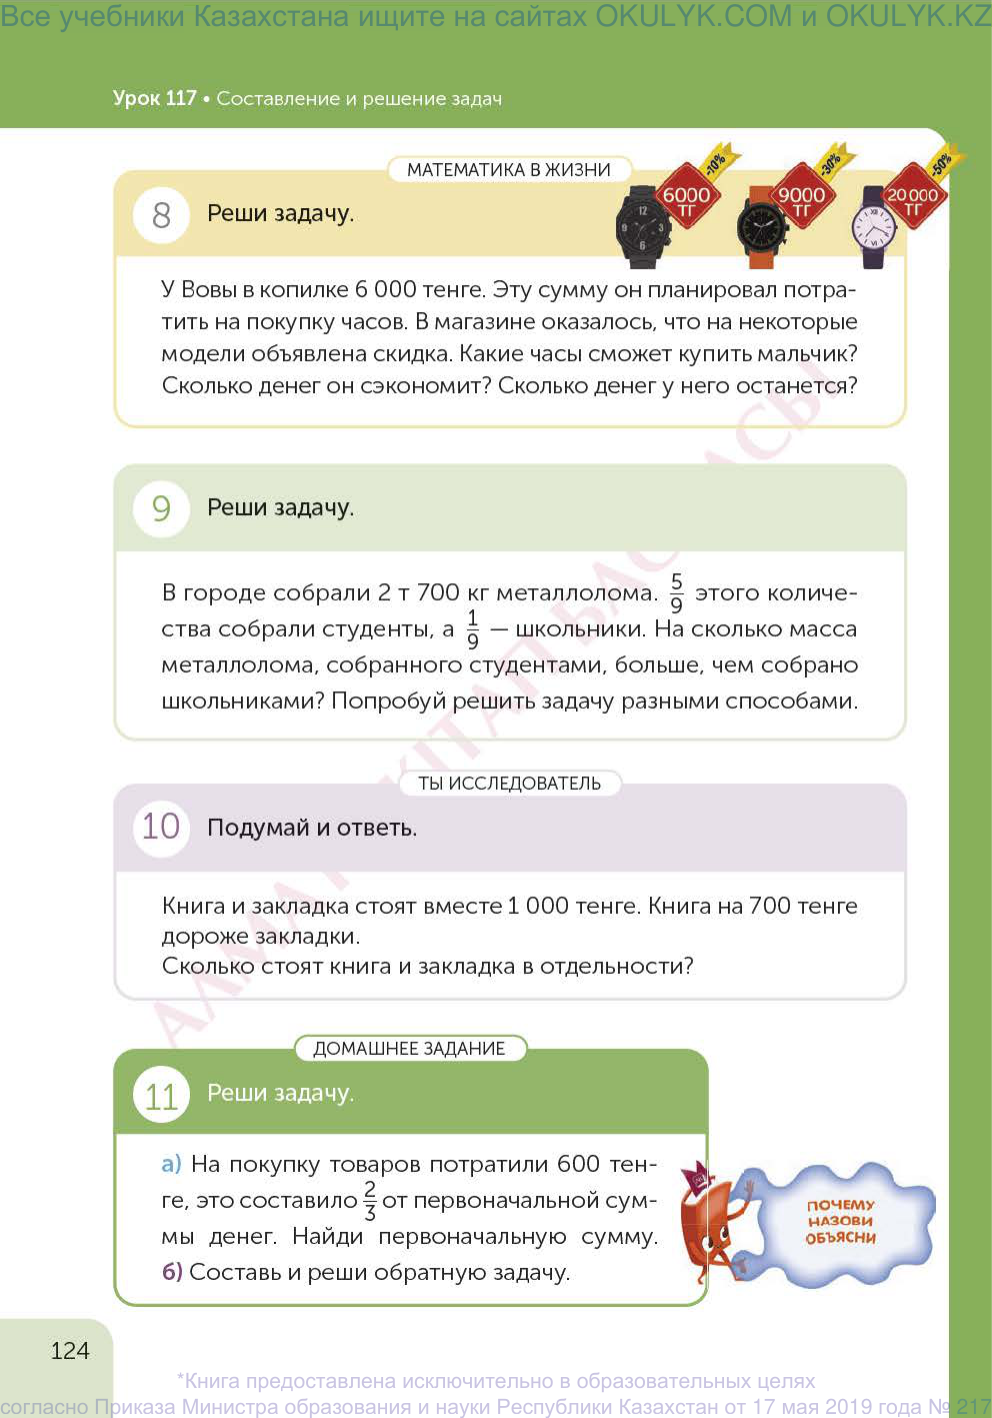 Все учебники Казахстана ищите на сайтах OKULYK.COM и OKULYK.KZ
Урок 117 • Составление и решение задач
МАТЕМАТИКА В ЖИЗНИ
-10%
-30%
-50%
8
Реши задачу.
6000
ТГ
9000
ТГ
20 000
ТГ
У Вовы в копилке 6 000 тенге. Эту сумму он планировал потра-
тить на покупку часов. В магазине оказалось, что на некоторые
модели объявлена скидка. Какие часы сможет купить мальчик?
Сколько денег он сэкономит? Сколько денег у него останется?
9
Реши задачу.
В городе собрали 2 т 700 кг металлолома. 5/9 этого количе-
ства собрали студенты, а 1/9 — школьники. На сколько масса
металлолома, собранного студентами, больше, чем собрано
школьниками? Попробуй решить задачу разными способами.
ТЫ ИССЛЕДОВАТЕЛЬ
10
Подумай и ответь.
Книга и закладка стоят вместе 1 000 тенге. Книга на 700 тенге
дороже закладки.
Сколько стоят книга и закладка в отдельности?
ДОМАШНЕЕ ЗАДАНИЕ
11
Реши задачу.
а) На покупку товаров потратили 600 тен-
ге, это составило 2/3 от первоначальной сум-
мы денег. Найди первоначальную сумму.
б) Составь и реши обратную задачу.
ПОЧЕМУ
НАЗОВИ
ОБЪЯСНИ
124
*Книга предоставлена исключительно в образовательных целях
согласно Приказа Министра образования и науки Республики Казахстан от 17 мая 2019 года № 217